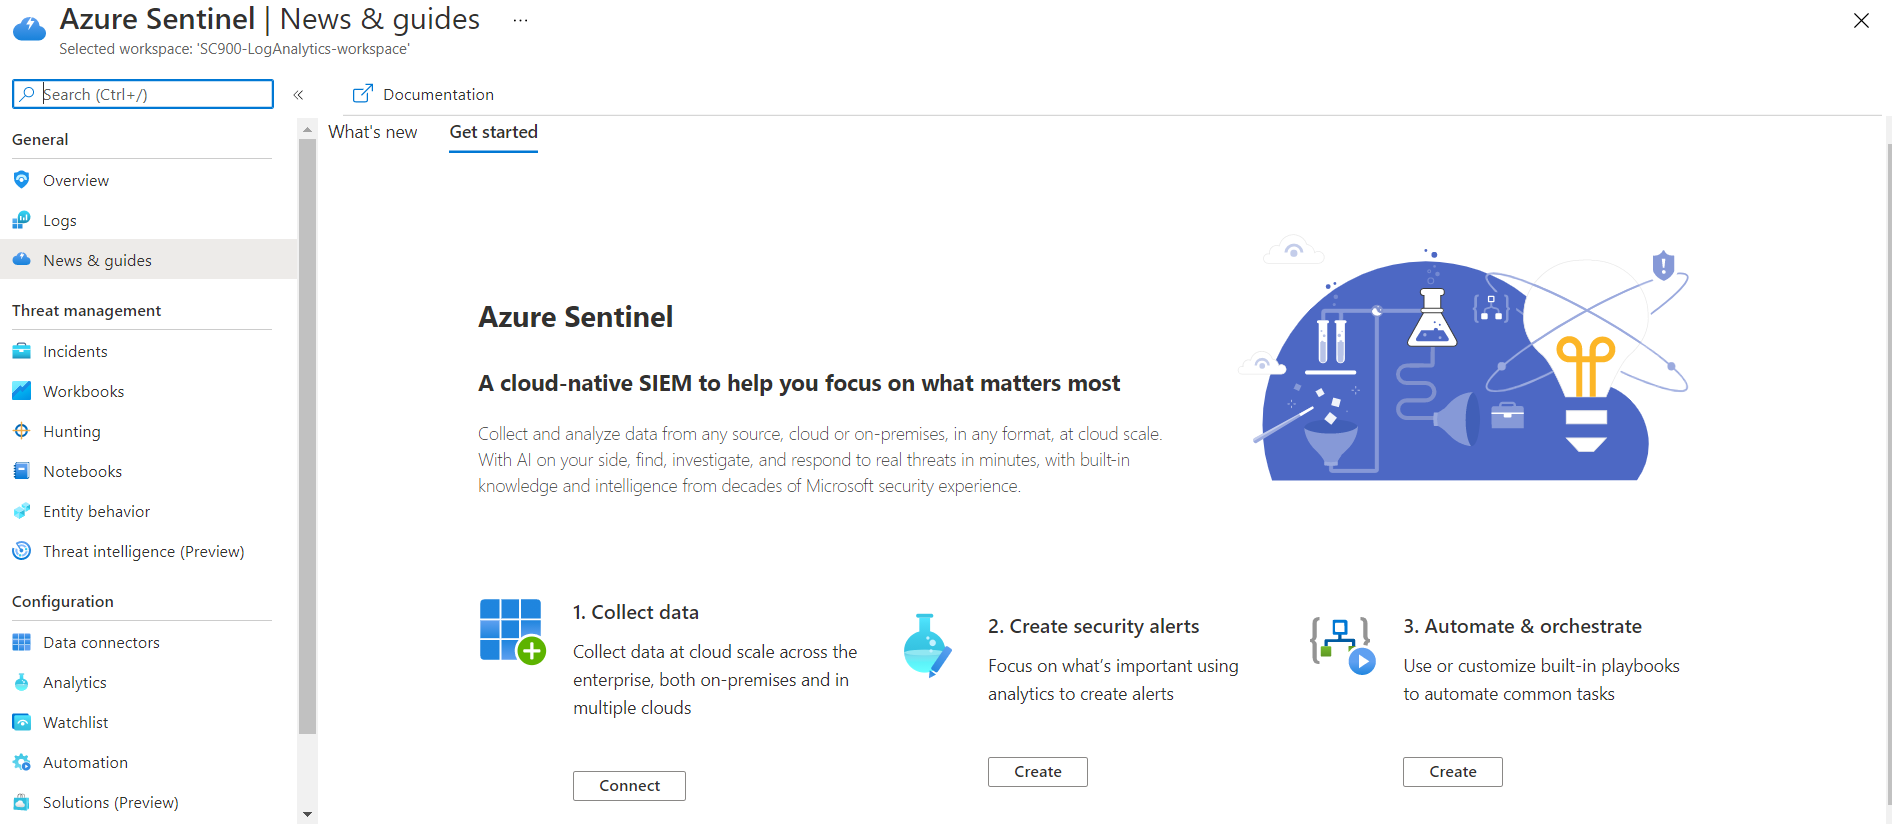 Azure Sentinel | News & guides ...
Selected workspace: 'SC900-LogAnalytics-workspace'
Search (Ctrl+/)
«
Documentation
General
Overview
Logs
News & guides
Threat management
Incidents
Workbooks
Hunting
Notebooks
Entity behavior
Threat intelligence (Preview)
Configuration
Data connectors
Analytics
Watchlist
Automation
Solutions (Preview)
What's new
Get started
Azure Sentinel
A cloud-native SIEM to help you focus on what matters most
Collect and analyze data from any source, cloud or on-premises, in any format, at cloud scale.
With AI on your side, find, investigate, and respond to real threats in minutes, with built-in
knowledge and intelligence from decades of Microsoft security experience.
1. Collect data
Collect data at cloud scale across the
enterprise, both on-premises and in
multiple clouds
Connect
2. Create security alerts
Focus on what’s important using
analytics to create alerts
Create
3. Automate & orchestrate
Use or customize built-in playbooks
to automate common tasks
Create